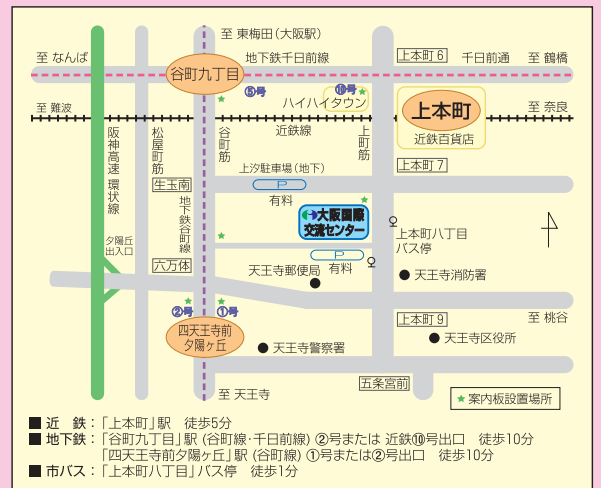 至 東梅田(大阪駅)
至 なんば
地下鉄千日前線
上本町6
千日前通
至 鶴橋
谷町九丁目
⑤号
⑩号
ハイハイタウン
上本町
近鉄百貨店
至 難波
至 奈良
阪神高速 環状線
松屋町筋
谷町筋
近鉄線
上町筋
上汐駐車場(地下)
P
有料
上本町7
生玉南
地下鉄谷町線
大阪国際
交流センター
上本町八丁目
バス停
夕陽丘
出入口
六万体
P
有料
天王寺郵便局
天王寺消防署
②号
①号
四天王寺前
夕陽ヶ丘
上本町9
至 桃谷
天王寺警察署
天王寺区役所
五条宮前
至 天王寺
★案内板設置場所
■ 近 鉄:「上本町」駅 徒歩5分
■ 地下鉄:「谷町九丁目」駅 (谷町線・千日前線) ②号または 近鉄⑩号出口 徒歩10分
「四天王寺前夕陽ヶ丘」駅 (谷町線) ①号または②号出口 徒歩10分
■ 市バス:「上本町八丁目」バス停 徒歩1分